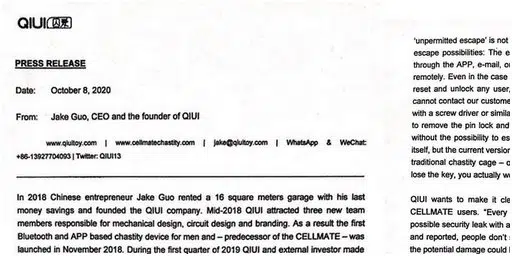 QIUI 囚爱
PRESS RELEASE
Date: October 8, 2020
From: Jake Guo, CEO and the founder of QIUI
www.qiuitoy.com | www.cellmatechastity.com | jake@qiuitoy.com | WhatsApp & WeChat:
+86-13927704093 | Twitter: QIUI13
In 2018 Chinese entrepreneur Jake Guo rented a 16 square meters garage with his last
money savings and founded the QIUI company. Mid-2018 QIUI attracted three new team
members responsible for mechanical design, circuit design and branding. As a result the first
Bluetooth and APP based chastity device for men and – predecessor of the CELLMATE – was
launched in November 2018. During the first quarter of 2019 QIUI and external investor made
'unpermitted escape' is not
escape possibilities: The e
through the APP, e-mail, o
remotely. Even in the case
reset and unlock any user,
cannot contact our custome
with a screw driver or simila
to remove the pin lock and
without the possibility to es
itself, but the current version
traditional chastity cage – o
lose the key, you actually w
QIUI wants to make it cle
CELLMATE users. "Every
possible security leak with a
and reported, people don't
the potential damage could